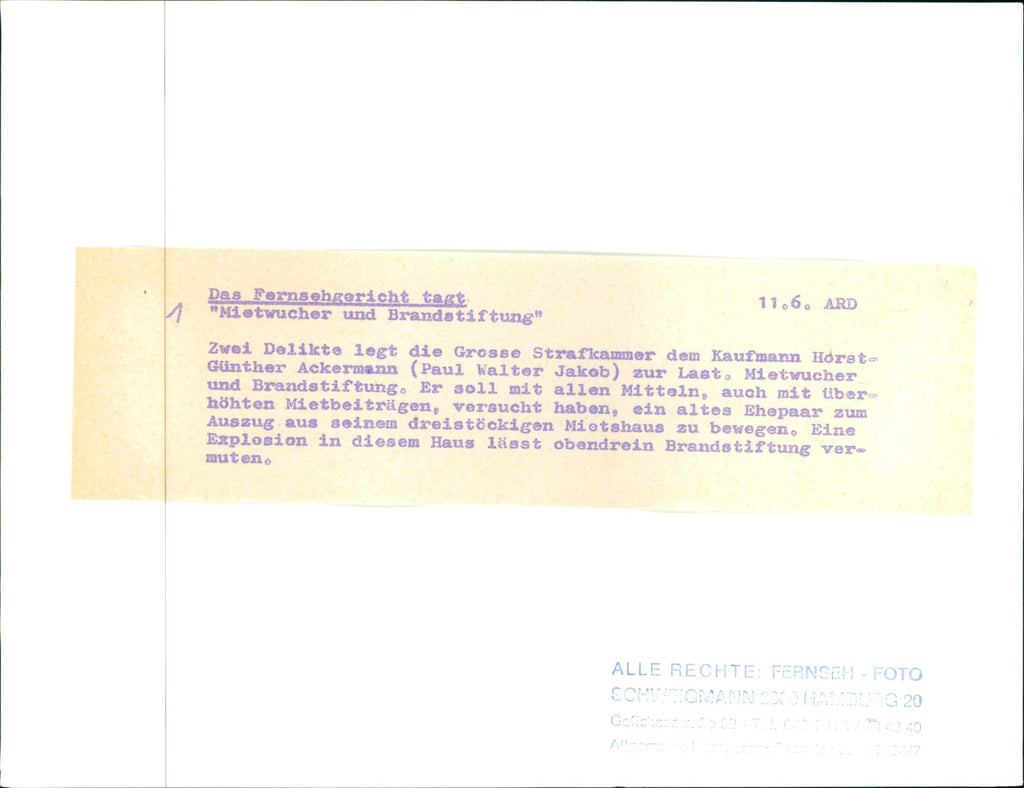 Das Fernsehgericht tagt 11.6. ARD
1 "Mietwucher und Brandstiftung"
Zwei Delikte legt die Grosse Strafkammer dem Kaufmann Horst-
Günther Ackermann (Paul Walter Jakob) zur Last. Mietwucher
und Brandstiftung. Er soll mit allen Mitteln, auch mit über-
höhten Mietbeiträgen, versucht haben, ein altes Ehepaar zum
Auszug aus seinem dreistöckigen Mietshaus zu bewegen. Eine
Explosion in diesem Haus lässt obendrein Brandstiftung ver-
muten.
ALLE RECHTE: FERNSEH - FOTO
SCHWEIGMANN HAMBURG 20